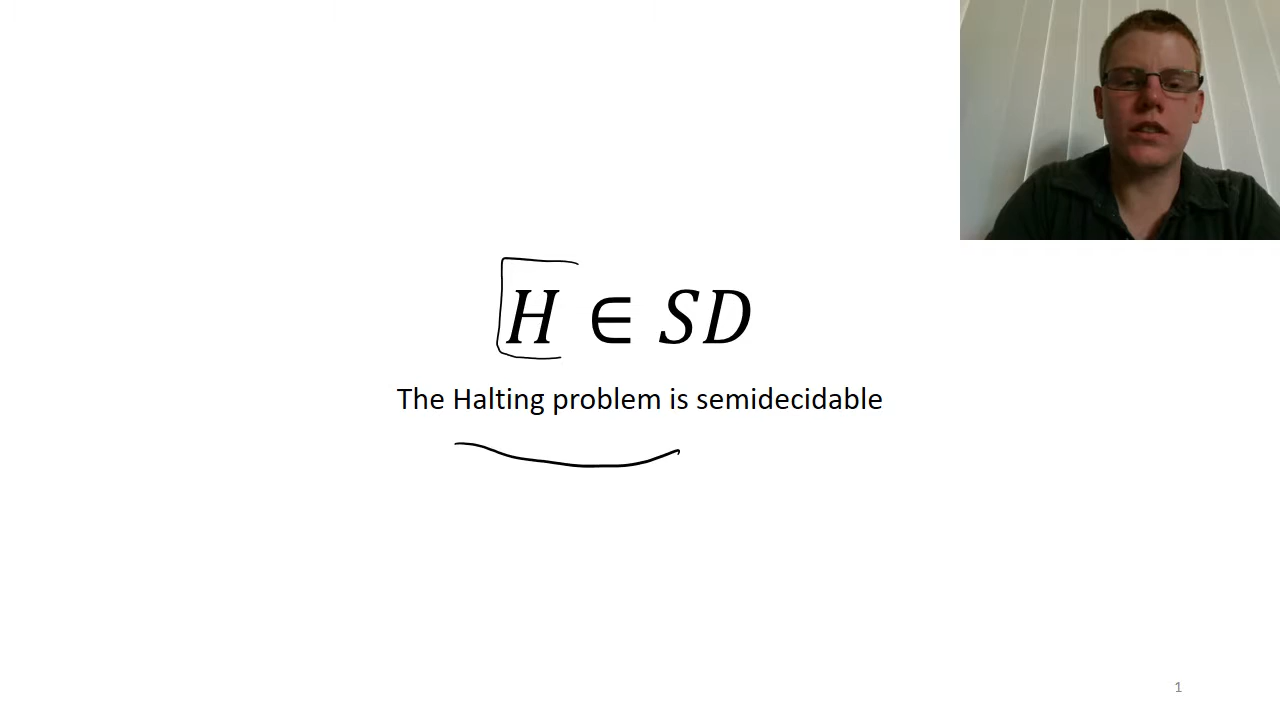 H ∈ SD
The Halting problem is semidecidable
1